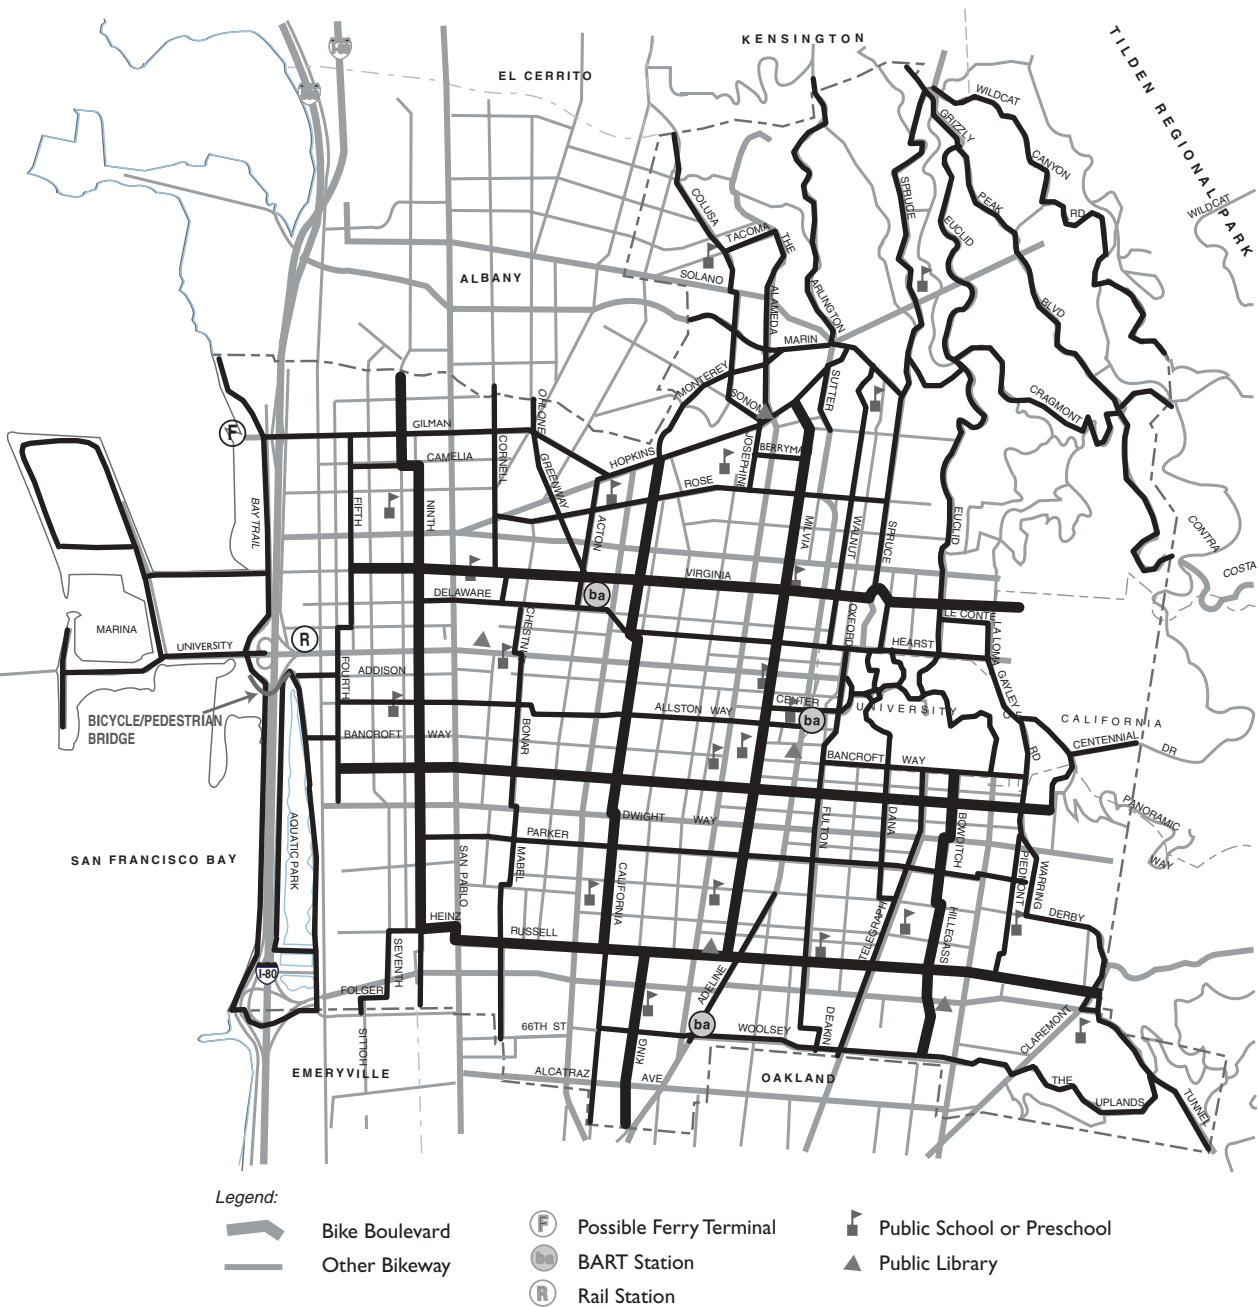 KENSINGTON
EL CERRITO
TILDEN REGIONAL PARK
I-80
WILDCAT
GRIZZLY
CANYON
RD
PEAK
SPRUCE
COLUSA
TACOMA
THE
EUCLID
WILDCAT
ALBANY
SOLANO
ALAMEDA
ARLINGTON
BLVD
MARIN
MONTEREY
SUTTER
SONOMA
CRAGMONT
OHLONE
GREENWAY
GILMAN
CAMELIA
CORNELL
HOPKINS
JOSEPHINE
BERRYMAN
ROSE
F
BAY TRAIL
FIFTH
NINTH
ACTON
MILVIA
WALNUT
SPRUCE
EUCLID
CONTRA
COSTA
VIRGINIA
DELAWARE
ba
MARINA
UNIVERSITY
R
CHESTNUT
OXFORD
LE CONTE
LA LOMA
HEARST
FOURTH
ADDISON
GAYLEY
RD
CENTER
ALLSTON WAY
UNIVERSITY
CALIFORNIA
ba
BICYCLE/PEDESTRIAN
BRIDGE
BANCROFT WAY
BONAR
BANCROFT WAY
CENTENNIAL
DR
PANORAMIC
WAY
DWIGHT WAY
FULTON
DANA
BOWDITCH
AQUATIC PARK
PARKER
SAN FRANCISCO BAY
SAN PABLO
MABEL
CALIFORNIA
PIEDMONT
WARRING
HEINZ
RUSSELL
TELEGRAPH
HILLEGASS
DERBY
I-80
SEVENTH
FOLGER
ADELINE
HOLLIS
66TH ST
ba
WOOLSEY
DEAKIN
CLAREMONT
KING
EMERYVILLE
ALCATRAZ AVE
OAKLAND
THE
UPLANDS
TUNNEL
Legend:
Bike Boulevard
Other Bikeway
F Possible Ferry Terminal
ba BART Station
R Rail Station
Public School or Preschool
Public Library